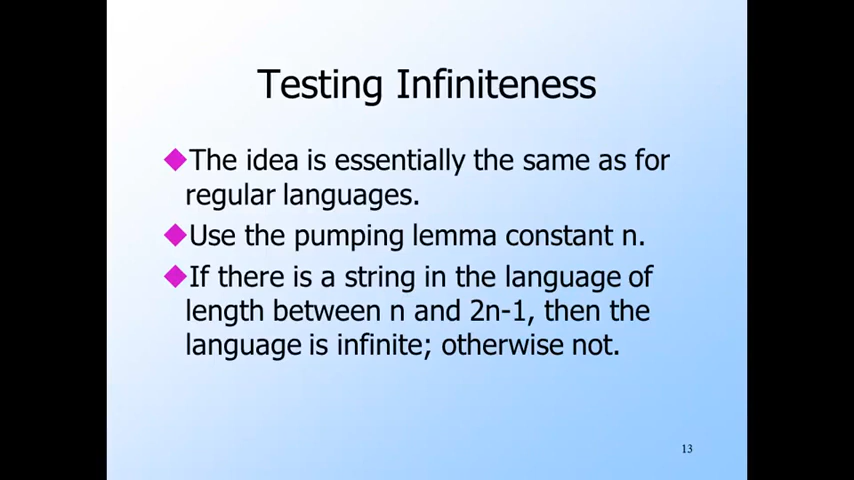 Testing Infiniteness
◆The idea is essentially the same as for
regular languages.
◆Use the pumping lemma constant n.
◆If there is a string in the language of
length between n and 2n-1, then the
language is infinite; otherwise not.
13